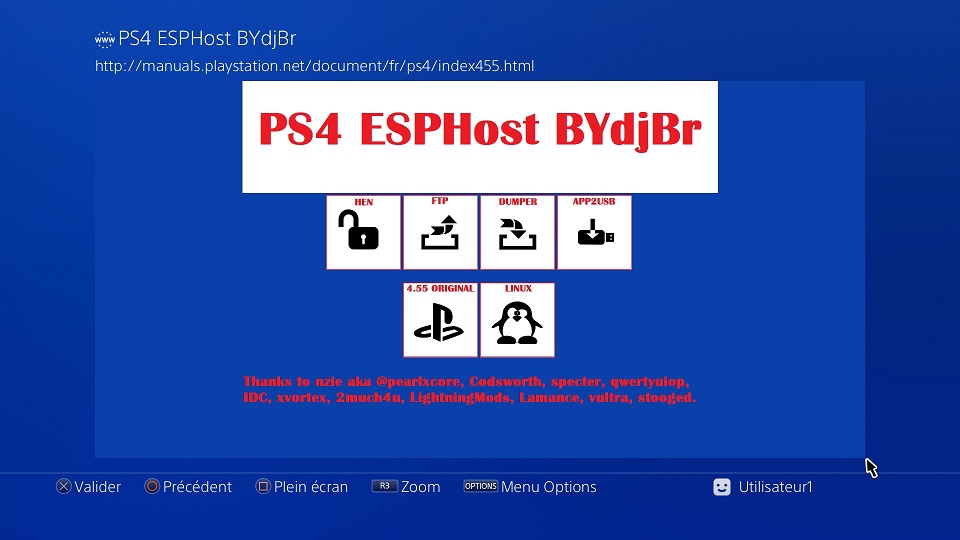 www PS4 ESPHost BYdjBr
http://manuals.playstation.net/document/fr/ps4/index455.html
PS4 ESPHost BYdjBr
HEN FTP DUMPER APP2USB
4.55 ORIGINAL LINUX
Thanks to nzie aka @pearlxcore, Codsworth, specter, qwertyuiop,
IDC, xvortex, 2much4u, LightningMods, Lamance, vultra, stooged.
Valider Précédent Plein écran R3 Zoom OPTIONS Menu Options Utilisateur1